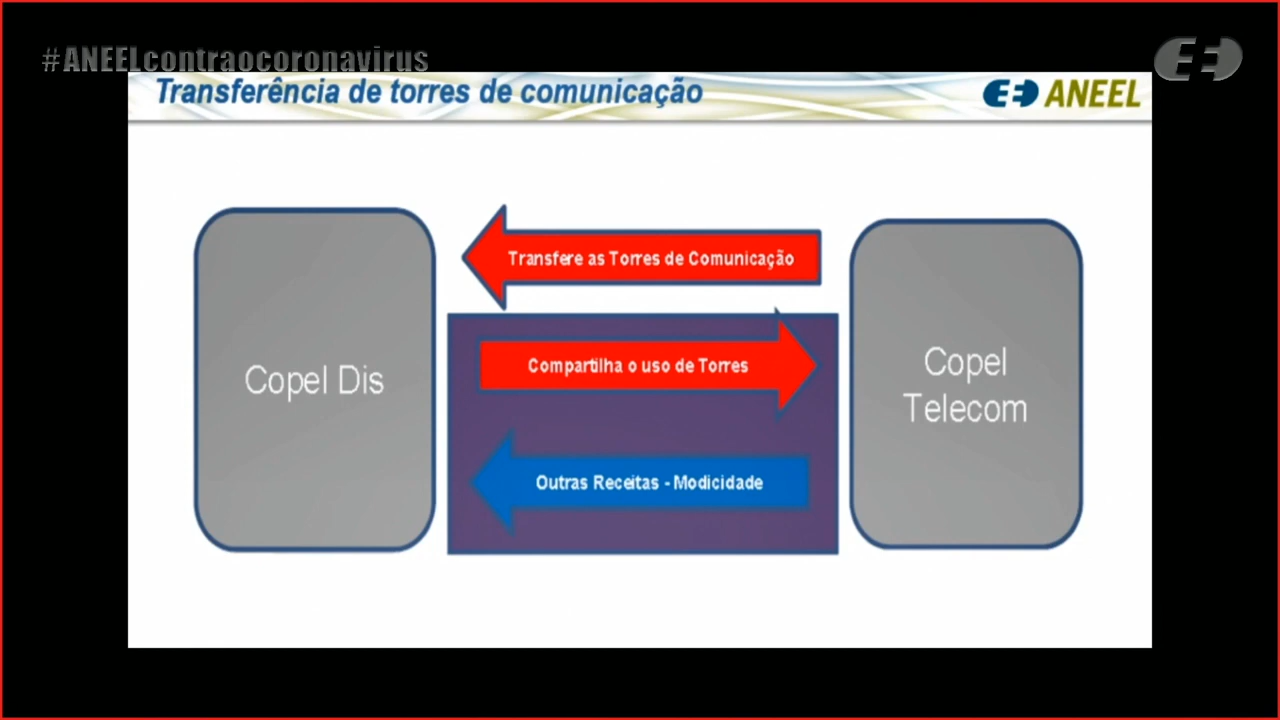 #ANEELcontraocoronavirus
Transferência de torres de comunicação
ANEEL
Transfere as Torres de Comunicação
Copel Dis
Compartilha o uso de Torres
Outras Receitas - Modicidade
Copel
Telecom